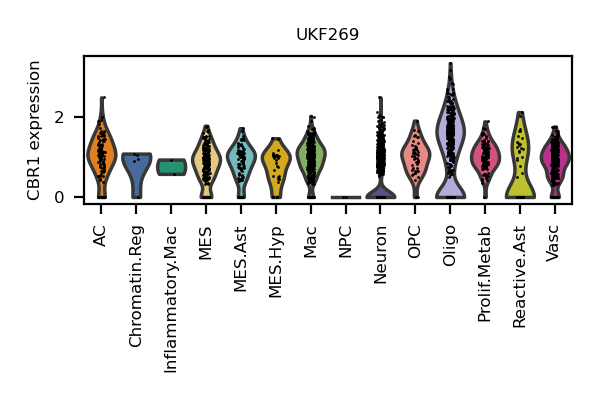 UKF269
CBR1 expression
2
0
AC
Chromatin.Reg
Inflammatory.Mac
MES
MES.Ast
MES.Hyp
Mac
NPC
Neuron
OPC
Oligo
Prolif.Metab
Reactive.Ast
Vasc